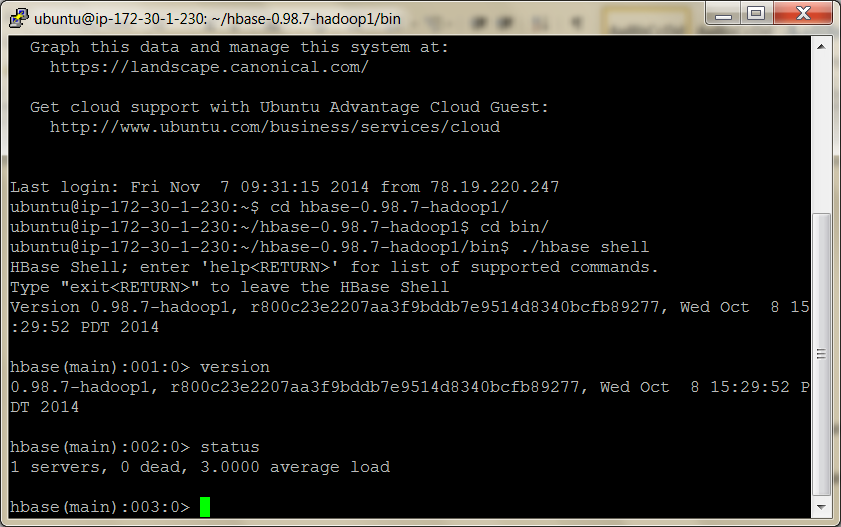 ubuntu@ip-172-30-1-230: ~/hbase-0.98.7-hadoop1/bin
Graph this data and manage this system at:
https://landscape.canonical.com/
Get cloud support with Ubuntu Advantage Cloud Guest:
http://www.ubuntu.com/business/services/cloud
Last login: Fri Nov  7 09:31:15 2014 from 78.19.220.247
ubuntu@ip-172-30-1-230:~$ cd hbase-0.98.7-hadoop1/
ubuntu@ip-172-30-1-230:~/hbase-0.98.7-hadoop1$ cd bin/
ubuntu@ip-172-30-1-230:~/hbase-0.98.7-hadoop1/bin$ ./hbase shell
HBase Shell; enter 'help<RETURN>' for list of supported commands.
Type "exit<RETURN>" to leave the HBase Shell
Version 0.98.7-hadoop1, r800c23e2207aa3f9bddb7e9514d8340bcfb89277, Wed Oct  8 15
:29:52 PDT 2014
hbase(main):001:0> version
0.98.7-hadoop1, r800c23e2207aa3f9bddb7e9514d8340bcfb89277, Wed Oct  8 15:29:52 P
DT 2014
hbase(main):002:0> status
1 servers, 0 dead, 3.0000 average load
hbase(main):003:0>